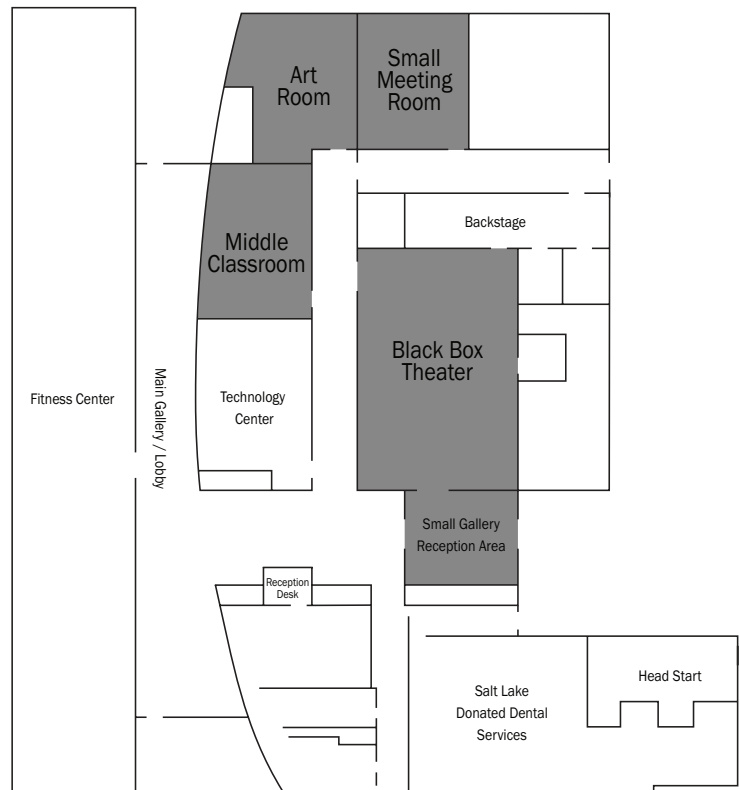 Art
Room
Small
Meeting
Room
Backstage
Middle
Classroom
Black Box
Theater
Fitness Center
Main Gallery / Lobby
Technology
Center
Small Gallery
Reception Area
Reception
Desk
Salt Lake
Donated Dental
Services
Head Start